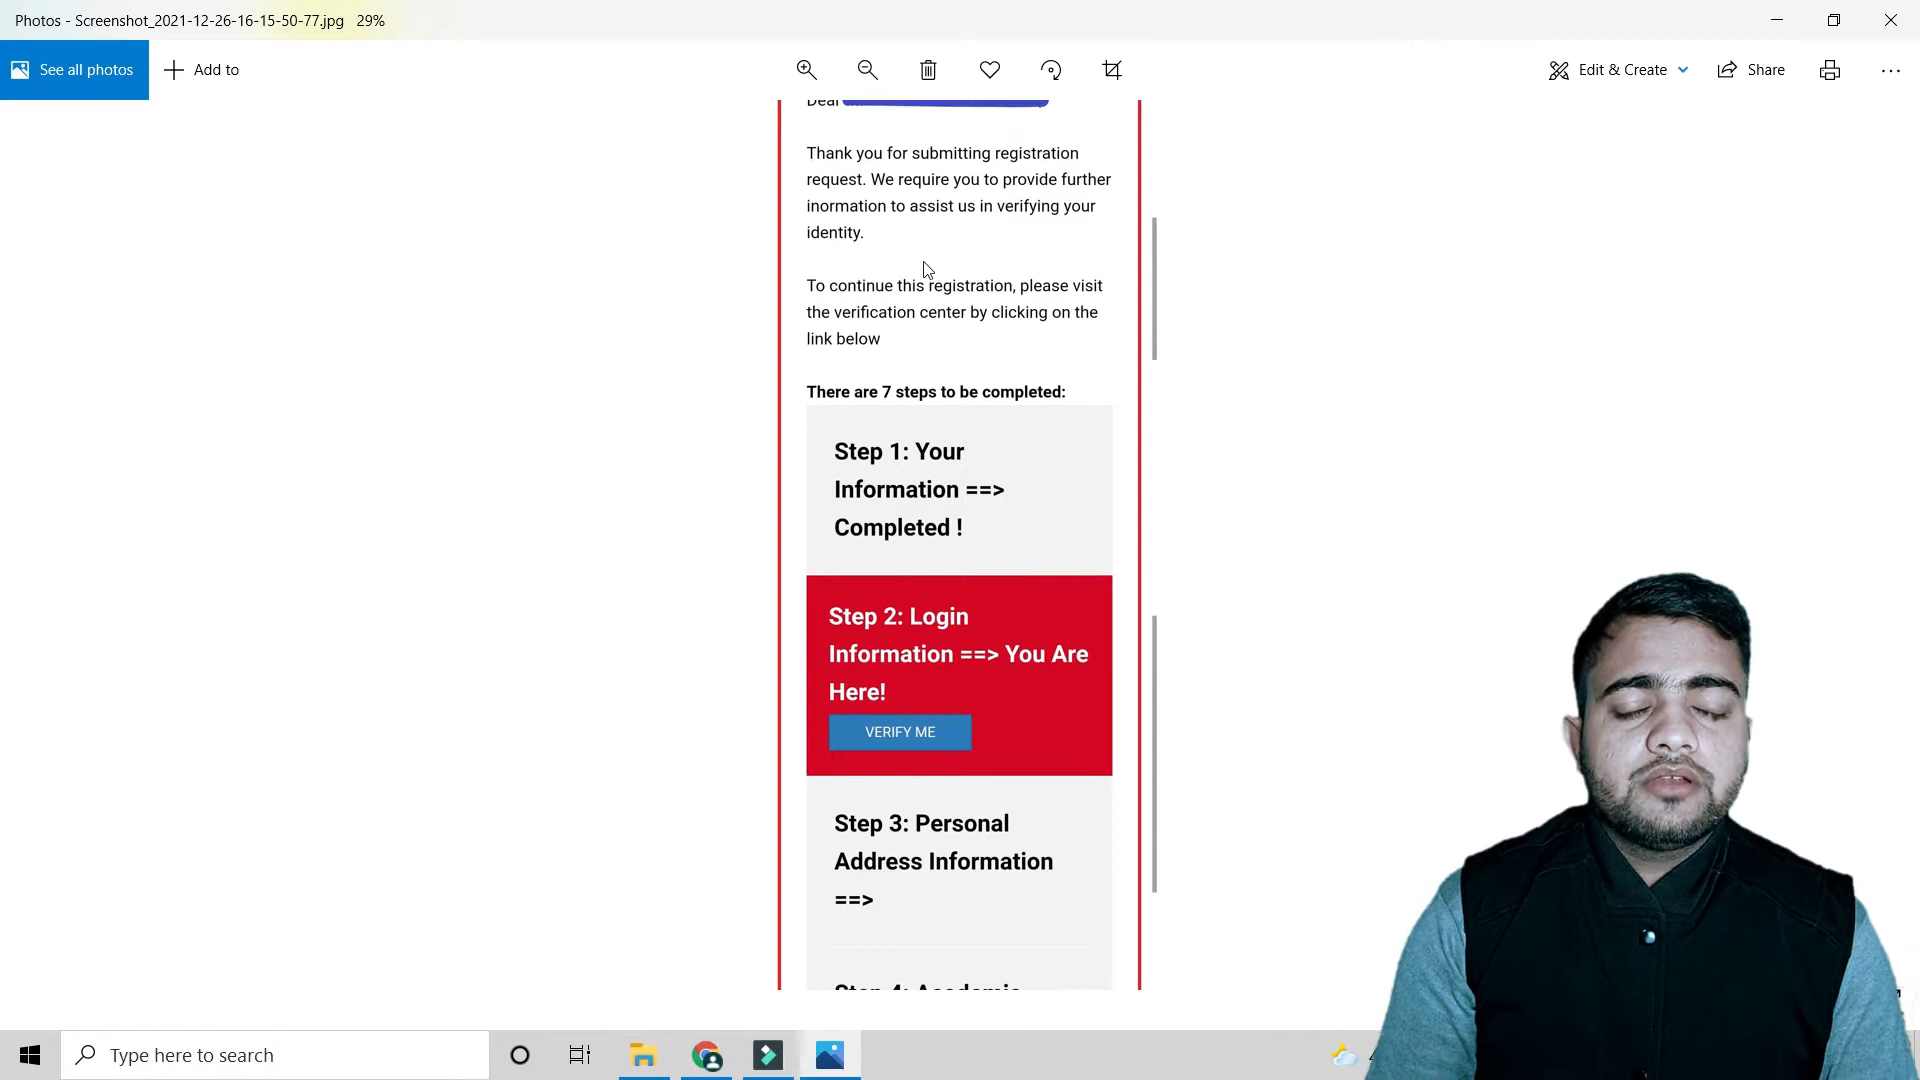 Photos - Screenshot_2021-12-26-16-15-50-77.jpg 29%
See all photos
Add to
Edit & Create
Share
Dear
Thank you for submitting registration
request. We require you to provide further
inormation to assist us in verifying your
identity.
To continue this registration, please visit
the verification center by clicking on the
link below
There are 7 steps to be completed:
Step 1: Your
Information ==>
Completed !
Step 2: Login
Information ==> You Are
Here!
VERIFY ME
Step 3: Personal
Address Information
==>
Step 4: Academic
Type here to search